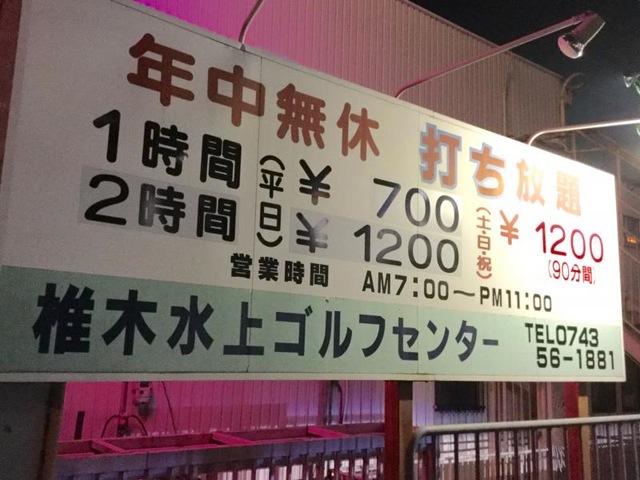 年中無休 打ち放題
1時間 (平日) ¥ 700 (土・日・祝) ¥ 1200
2時間 ¥ 1200 (90分間)
営業時間 AM7:00〜PM11:00
椎木水上ゴルフセンター TEL0743
56-1881